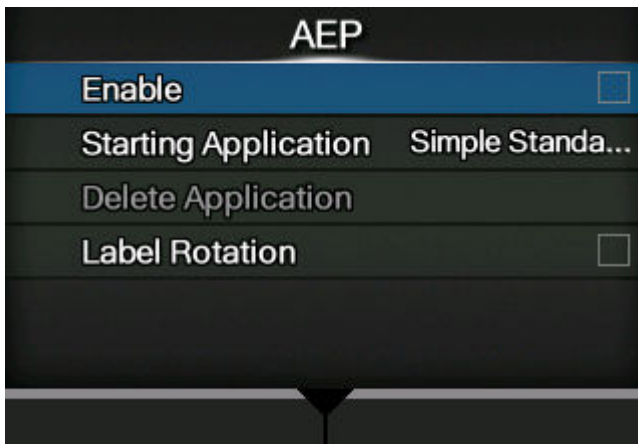 AEP
Enable
Starting Application Simple Standa...
Delete Application
Label Rotation